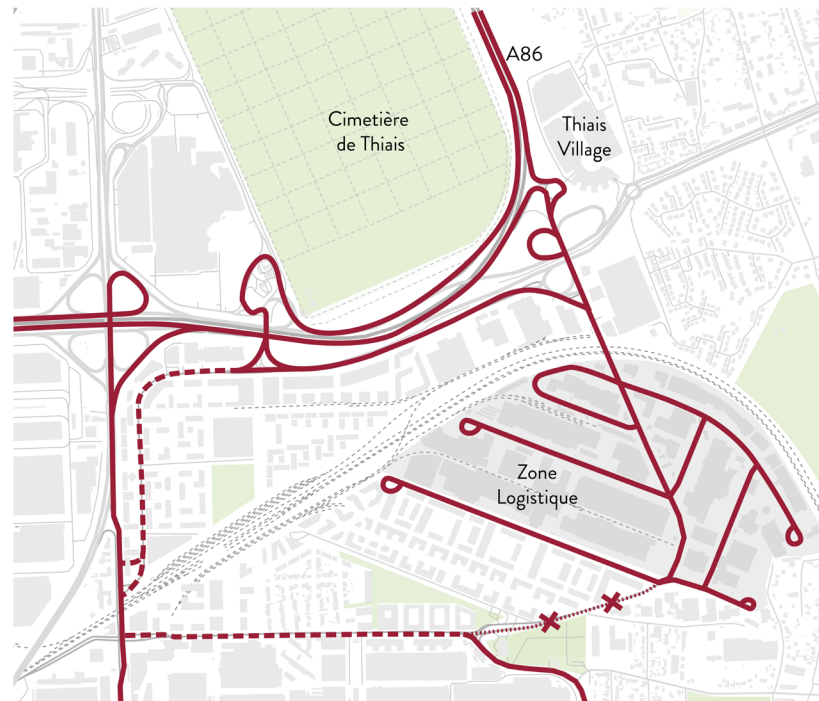 A86
Cimetière
de Thiais
Thiais
Village
Zone
Logistique